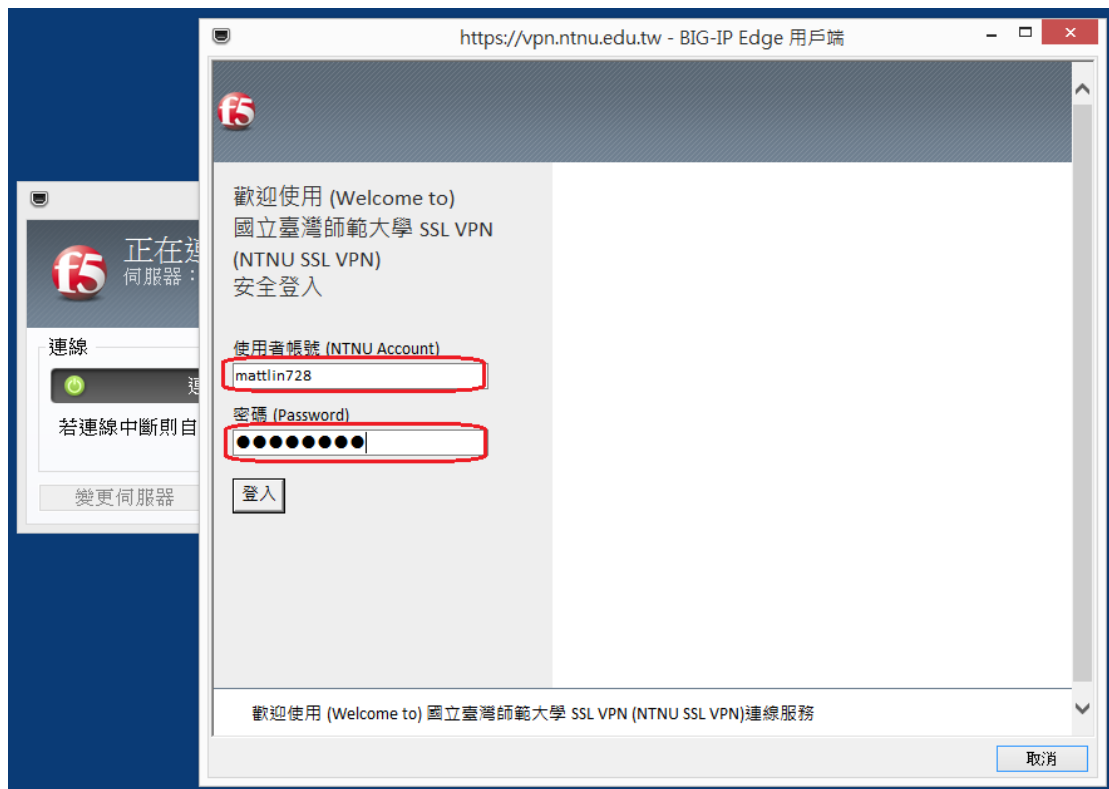 https://vpn.ntnu.edu.tw - BIG-IP Edge 用戶端
f5
歡迎使用 (Welcome to)
國立臺灣師範大學 SSL VPN
(NTNU SSL VPN)
安全登入
使用者帳號 (NTNU Account)
mattlin728
密碼 (Password)
登入
歡迎使用 (Welcome to) 國立臺灣師範大學 SSL VPN (NTNU SSL VPN)連線服務
取消
f5
正在連
伺服器：
連線
若連線中斷則自
變更伺服器